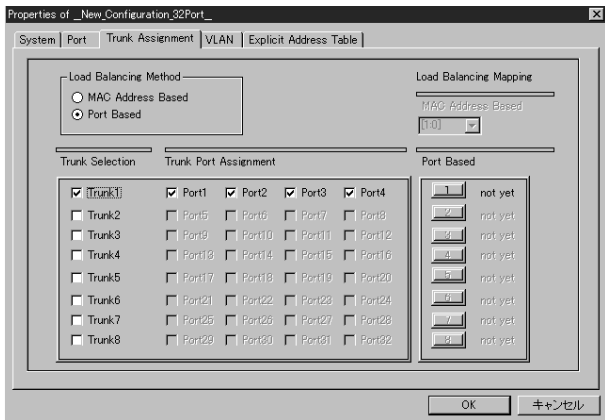 Properties of _New_Configuration_32Port_
System Port Trunk Assignment VLAN Explicit Address Table
Load Balancing Method
MAC Address Based
Port Based
Load Balancing Mapping
MAC Address Based
[1:0]
Trunk Selection Trunk Port Assignment Port Based
Trunk1 Port1 Port2 Port3 Port4 1 not yet
Trunk2 Port5 Port6 Port7 Port8 2 not yet
Trunk3 Port9 Port10 Port11 Port12 3 not yet
Trunk4 Port13 Port14 Port15 Port16 4 not yet
Trunk5 Port17 Port18 Port19 Port20 5 not yet
Trunk6 Port21 Port22 Port23 Port24 6 not yet
Trunk7 Port25 Port26 Port27 Port28 7 not yet
Trunk8 Port29 Port30 Port31 Port32 8 not yet
OK キャンセル